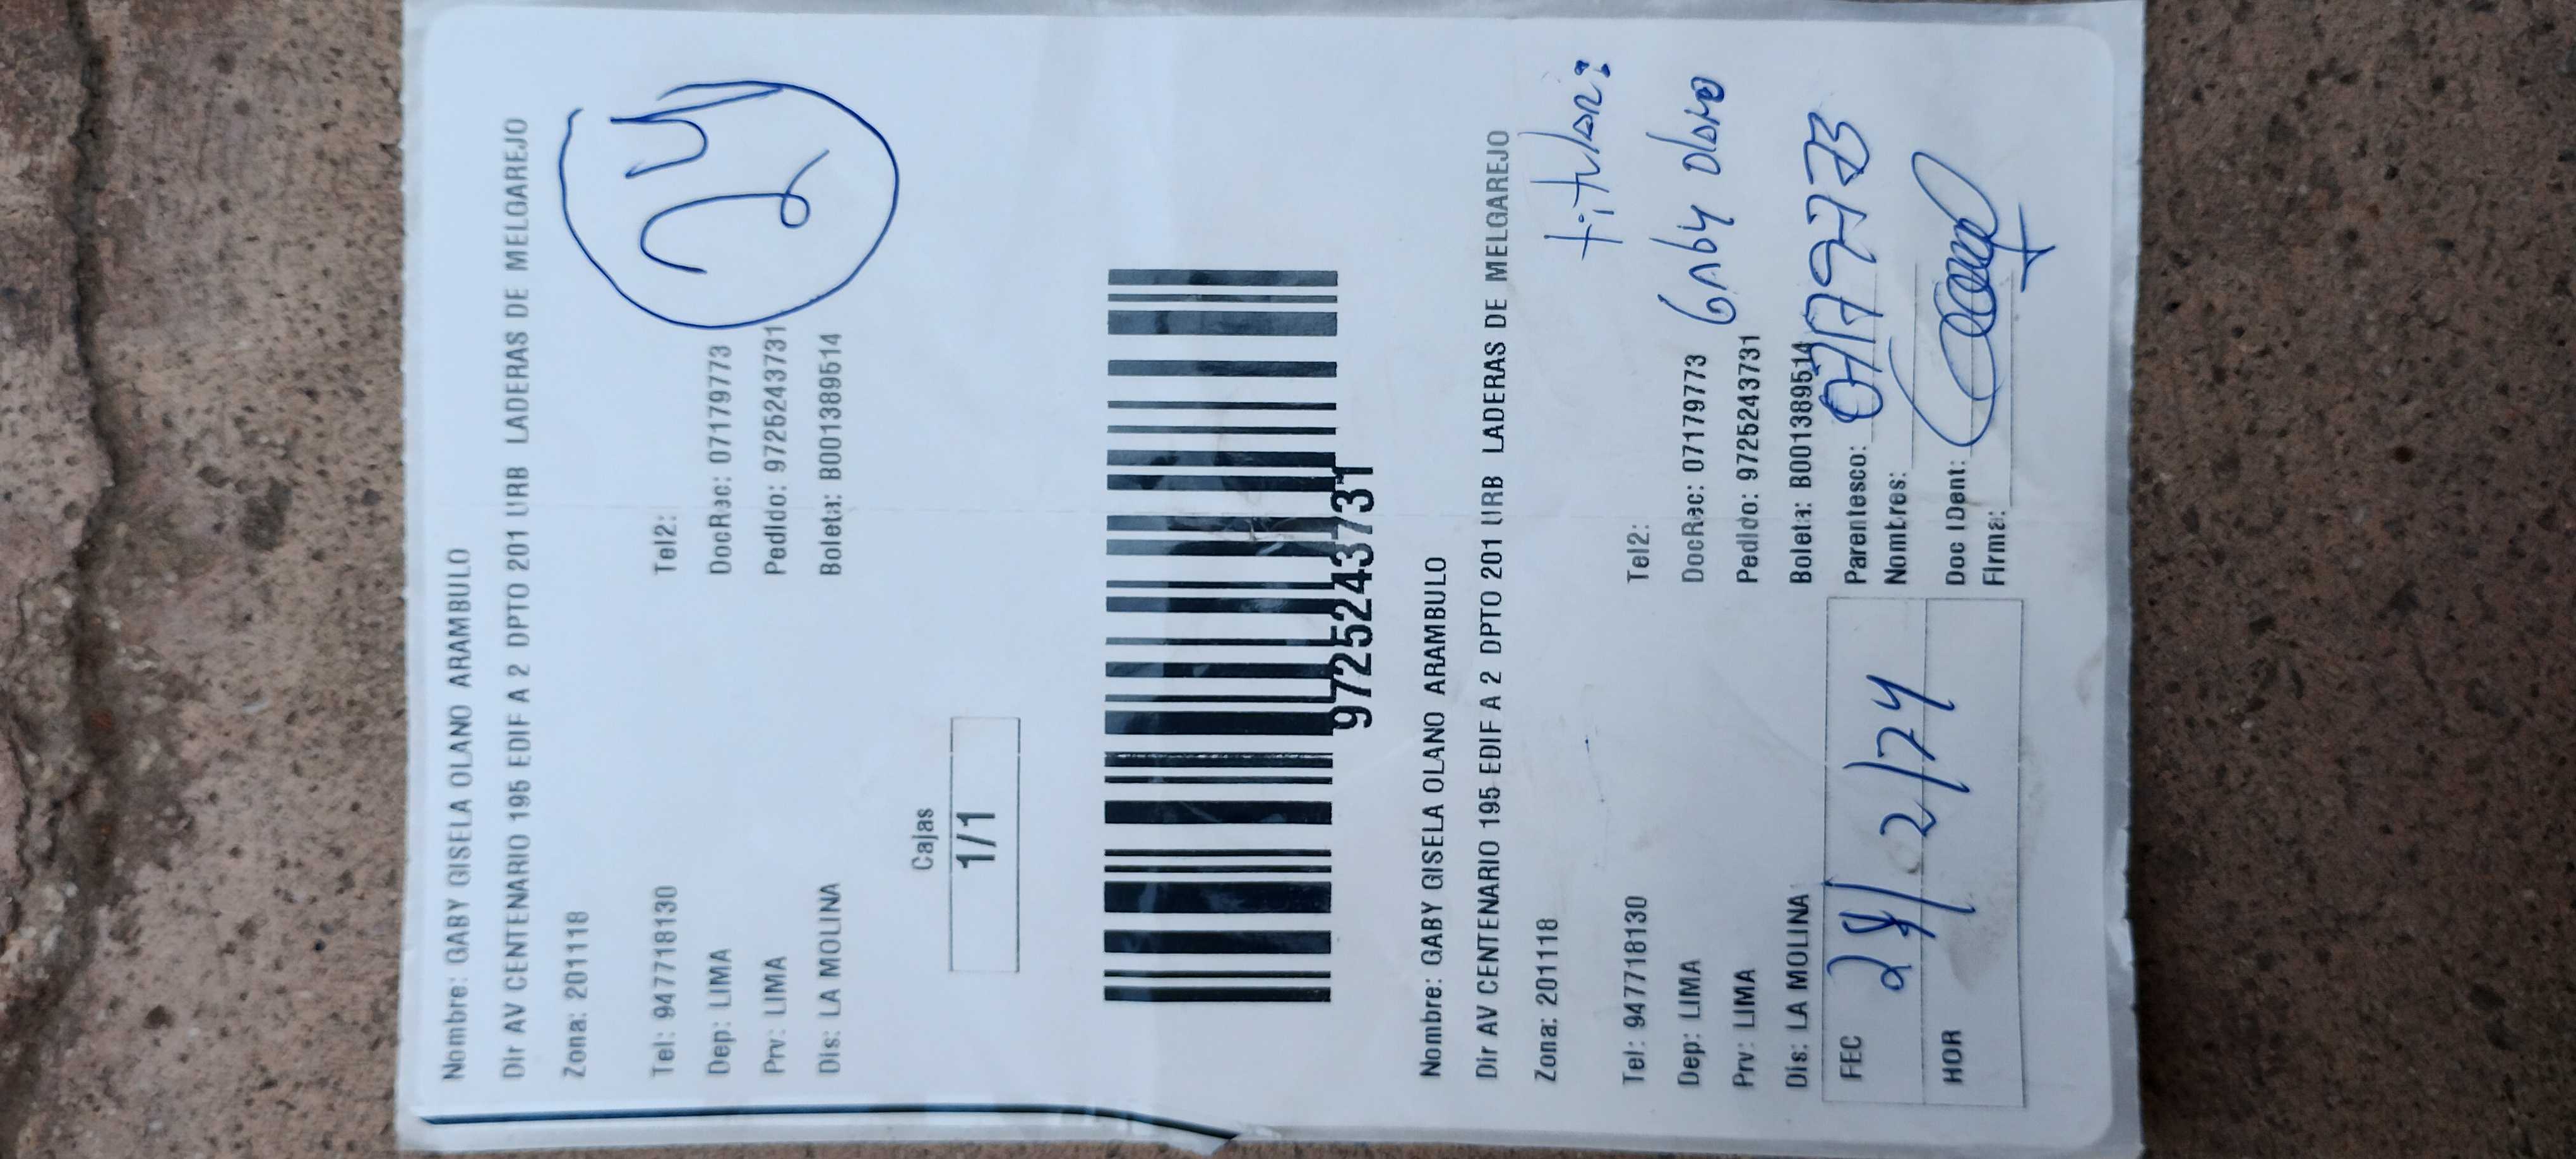 Nombre: GABY GISELA OLANO ARAMBULO
Dir AV CENTENARIO 195 EDIF A 2 DPTO 201 URB LADERAS DE MELGAREJO
Zona: 201118
Tel: 947718130 Tel2:
Dep: LIMA DocRec: 07179773
Prv: LIMA Pedido: 9725243731
Dis: LA MOLINA Boleta: B001389514
24
Cajas
1/1
9725243731
Nombre: GABY GISELA OLANO ARAMBULO
Dir AV CENTENARIO 195 EDIF A 2 DPTO 201 URB LADERAS DE MELGAREJO
Zona: 201118
titular:
Tel: 947718130 Tel2:
Gaby Olano
Dep: LIMA DocRec: 07179773
Prv: LIMA Pedido: 9725243731
Dis: LA MOLINA Boleta: B001389514
FEC Parentesco: 07179773
Nombres:
HOR Doc IDent:
Firma: